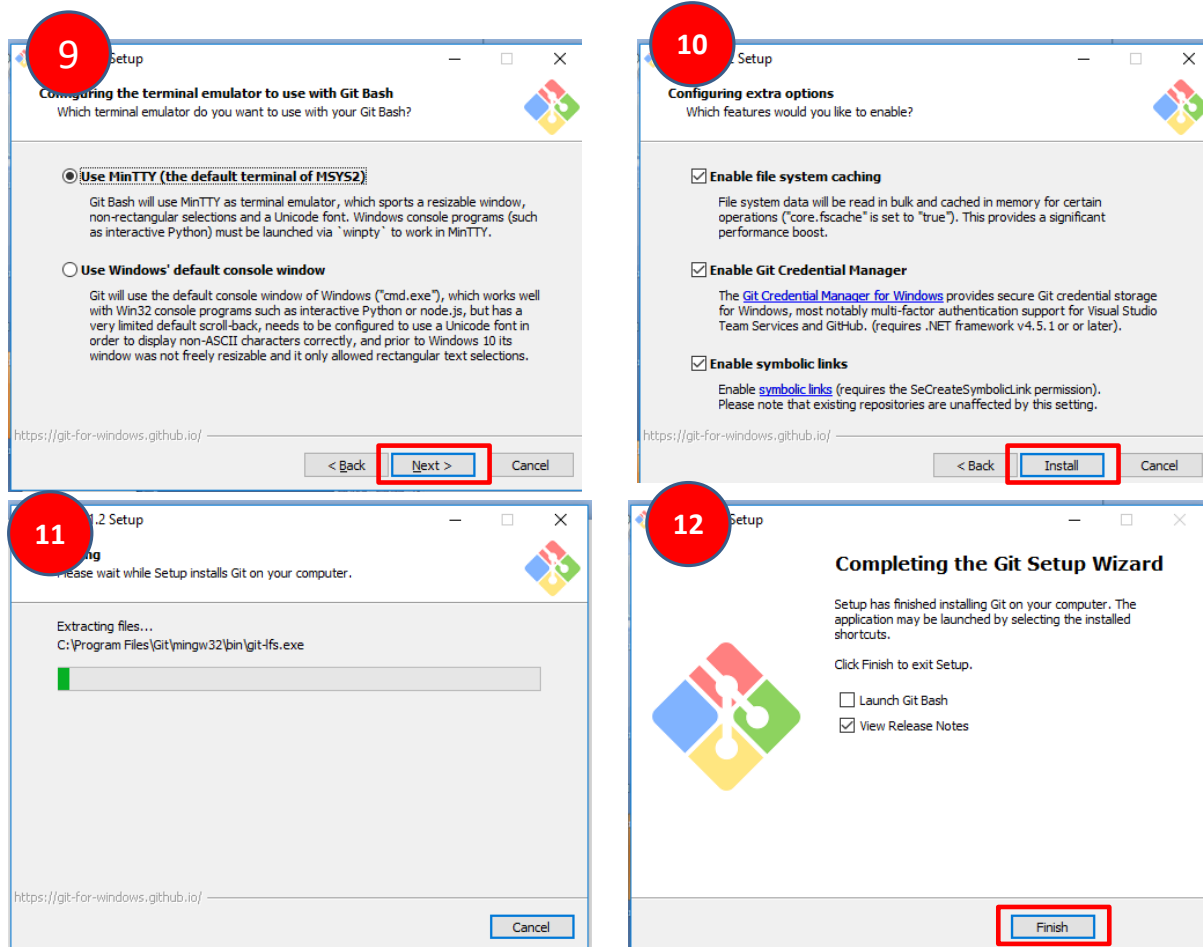 9
Setup
Configuring the terminal emulator to use with Git Bash
Which terminal emulator do you want to use with your Git Bash?
Use MinTTY (the default terminal of MSYS2)
Git Bash will use MinTTY as terminal emulator, which sports a resizable window,
non-rectangular selections and a Unicode font. Windows console programs (such
as interactive Python) must be launched via `winpty` to work in MinTTY.
Use Windows' default console window
Git will use the default console window of Windows ("cmd.exe"), which works well
with Win32 console programs such as interactive Python or node.js, but has a
very limited default scroll-back, needs to be configured to use a Unicode font in
order to display non-ASCII characters correctly, and prior to Windows 10 its
window was not freely resizable and it only allowed rectangular text selections.
https://git-for-windows.github.io/
< Back
Next >
Cancel
10
2 Setup
Configuring extra options
Which features would you like to enable?
Enable file system caching
File system data will be read in bulk and cached in memory for certain
operations ("core.fscache" is set to "true"). This provides a significant
performance boost.
Enable Git Credential Manager
The Git Credential Manager for Windows provides secure Git credential storage
for Windows, most notably multi-factor authentication support for Visual Studio
Team Services and GitHub. (requires .NET framework v4.5.1 or or later).
Enable symbolic links
Enable symbolic links (requires the SeCreateSymbolicLink permission).
Please note that existing repositories are unaffected by this setting.
https://git-for-windows.github.io/
< Back
Install
Cancel
11
1.2 Setup
ng
Please wait while Setup installs Git on your computer.
Extracting files...
C:\Program Files\Git\mingw32\bin\git-lfs.exe
https://git-for-windows.github.io/
Cancel
12
Setup
Completing the Git Setup Wizard
Setup has finished installing Git on your computer. The
application may be launched by selecting the installed
shortcuts.
Click Finish to exit Setup.
Launch Git Bash
View Release Notes
Finish